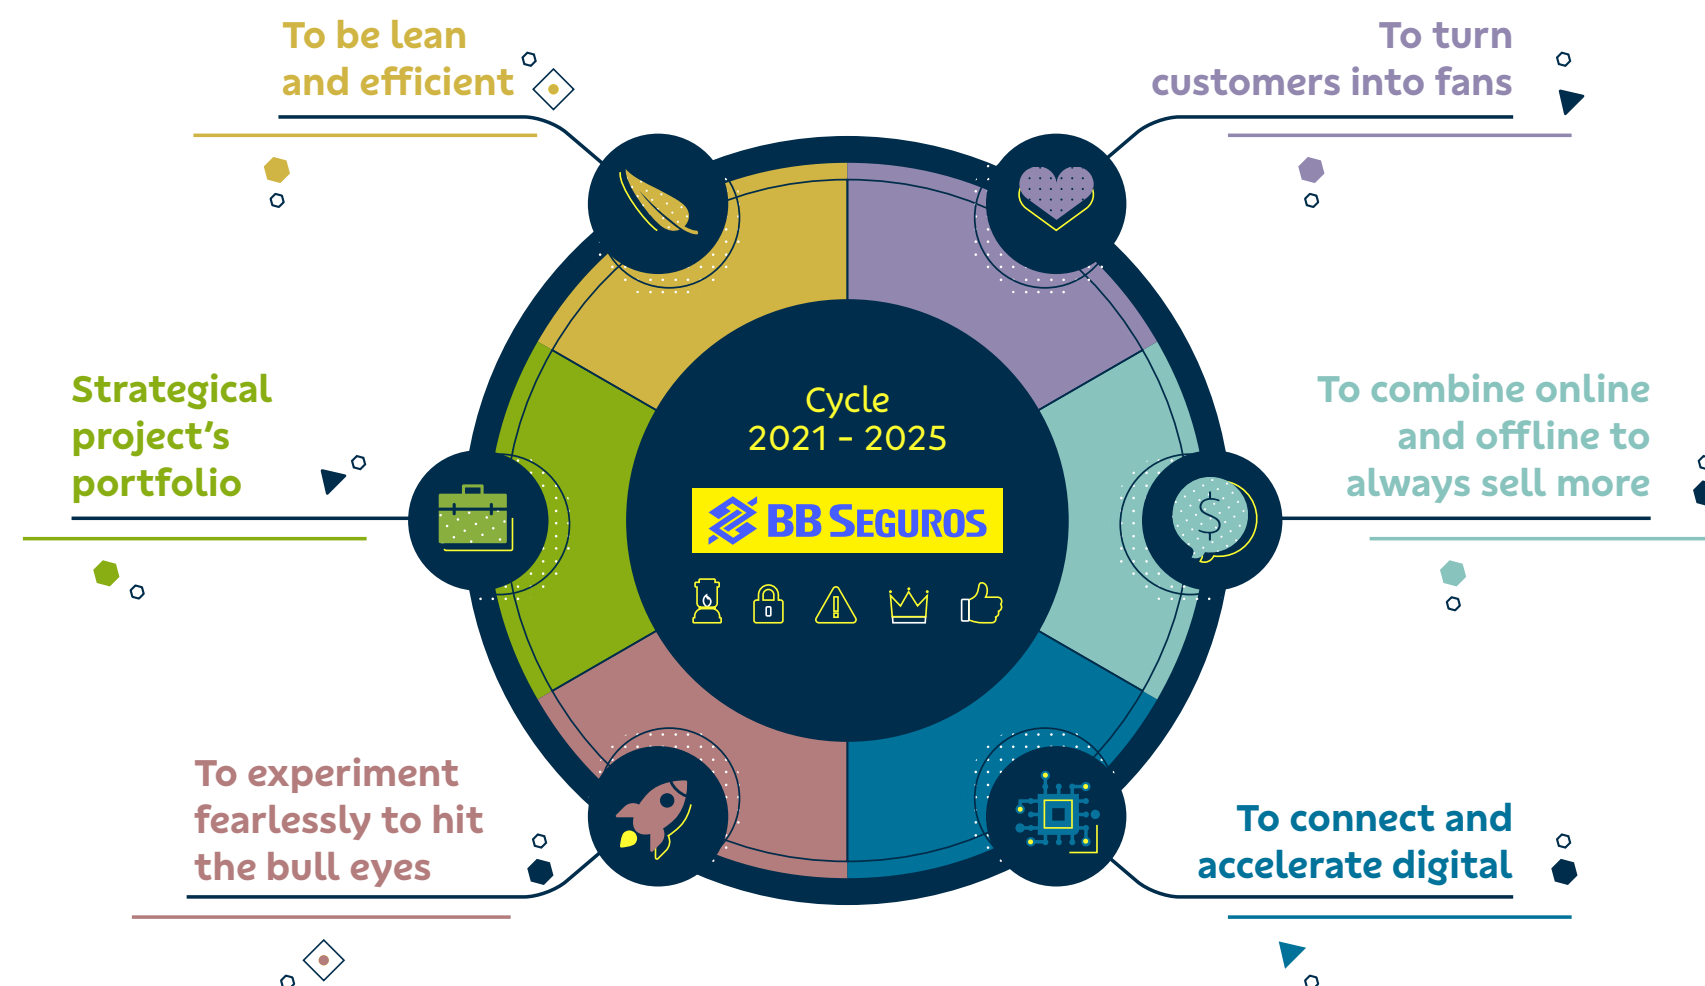 To be lean
and efficient
To turn
customers into fans
Strategical
project's
portfolio
Cycle
2021 - 2025
BB SEGUROS
To combine online
and offline to
always sell more
$
To experiment
fearlessly to hit
the bull eyes
To connect and
accelerate digital